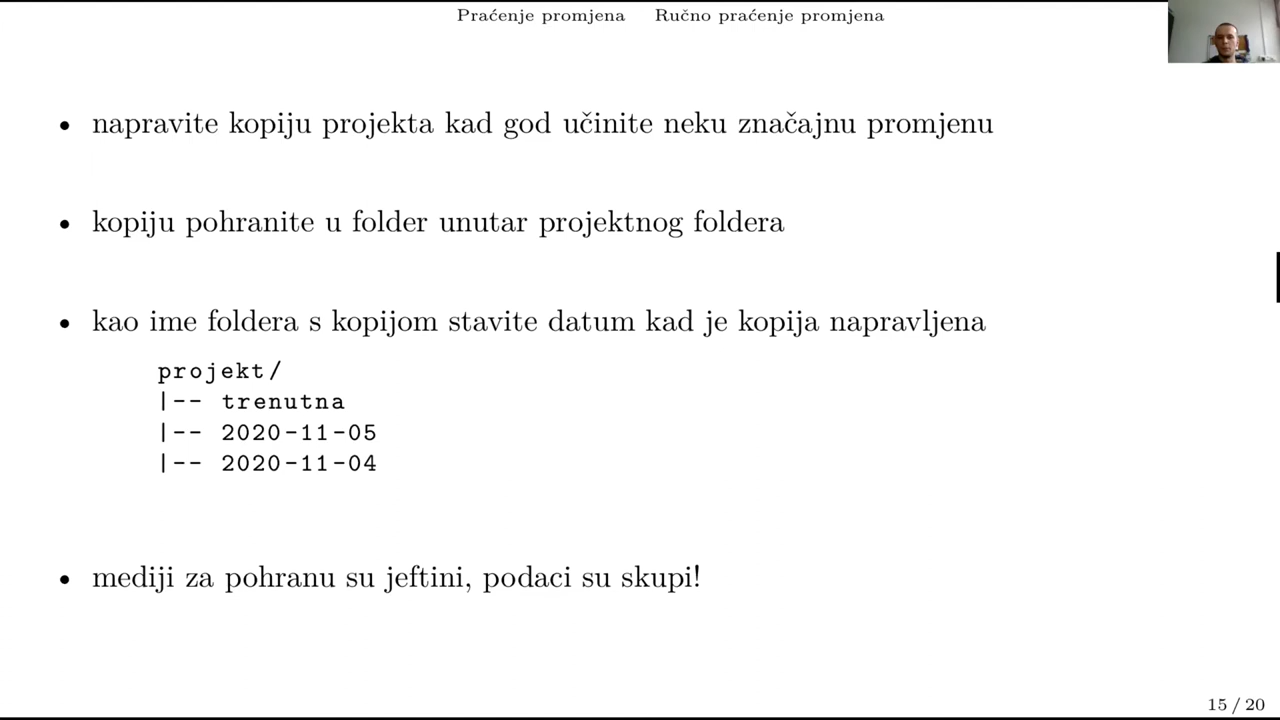 Praćenje promjena Ručno praćenje promjena
• napravite kopiju projekta kad god učinite neku značajnu promjenu
• kopiju pohranite u folder unutar projektnog foldera
• kao ime foldera s kopijom stavite datum kad je kopija napravljena
projekt/
|-- trenutna
|-- 2020-11-05
|-- 2020-11-04
• mediji za pohranu su jeftini, podaci su skupi!
15 / 20